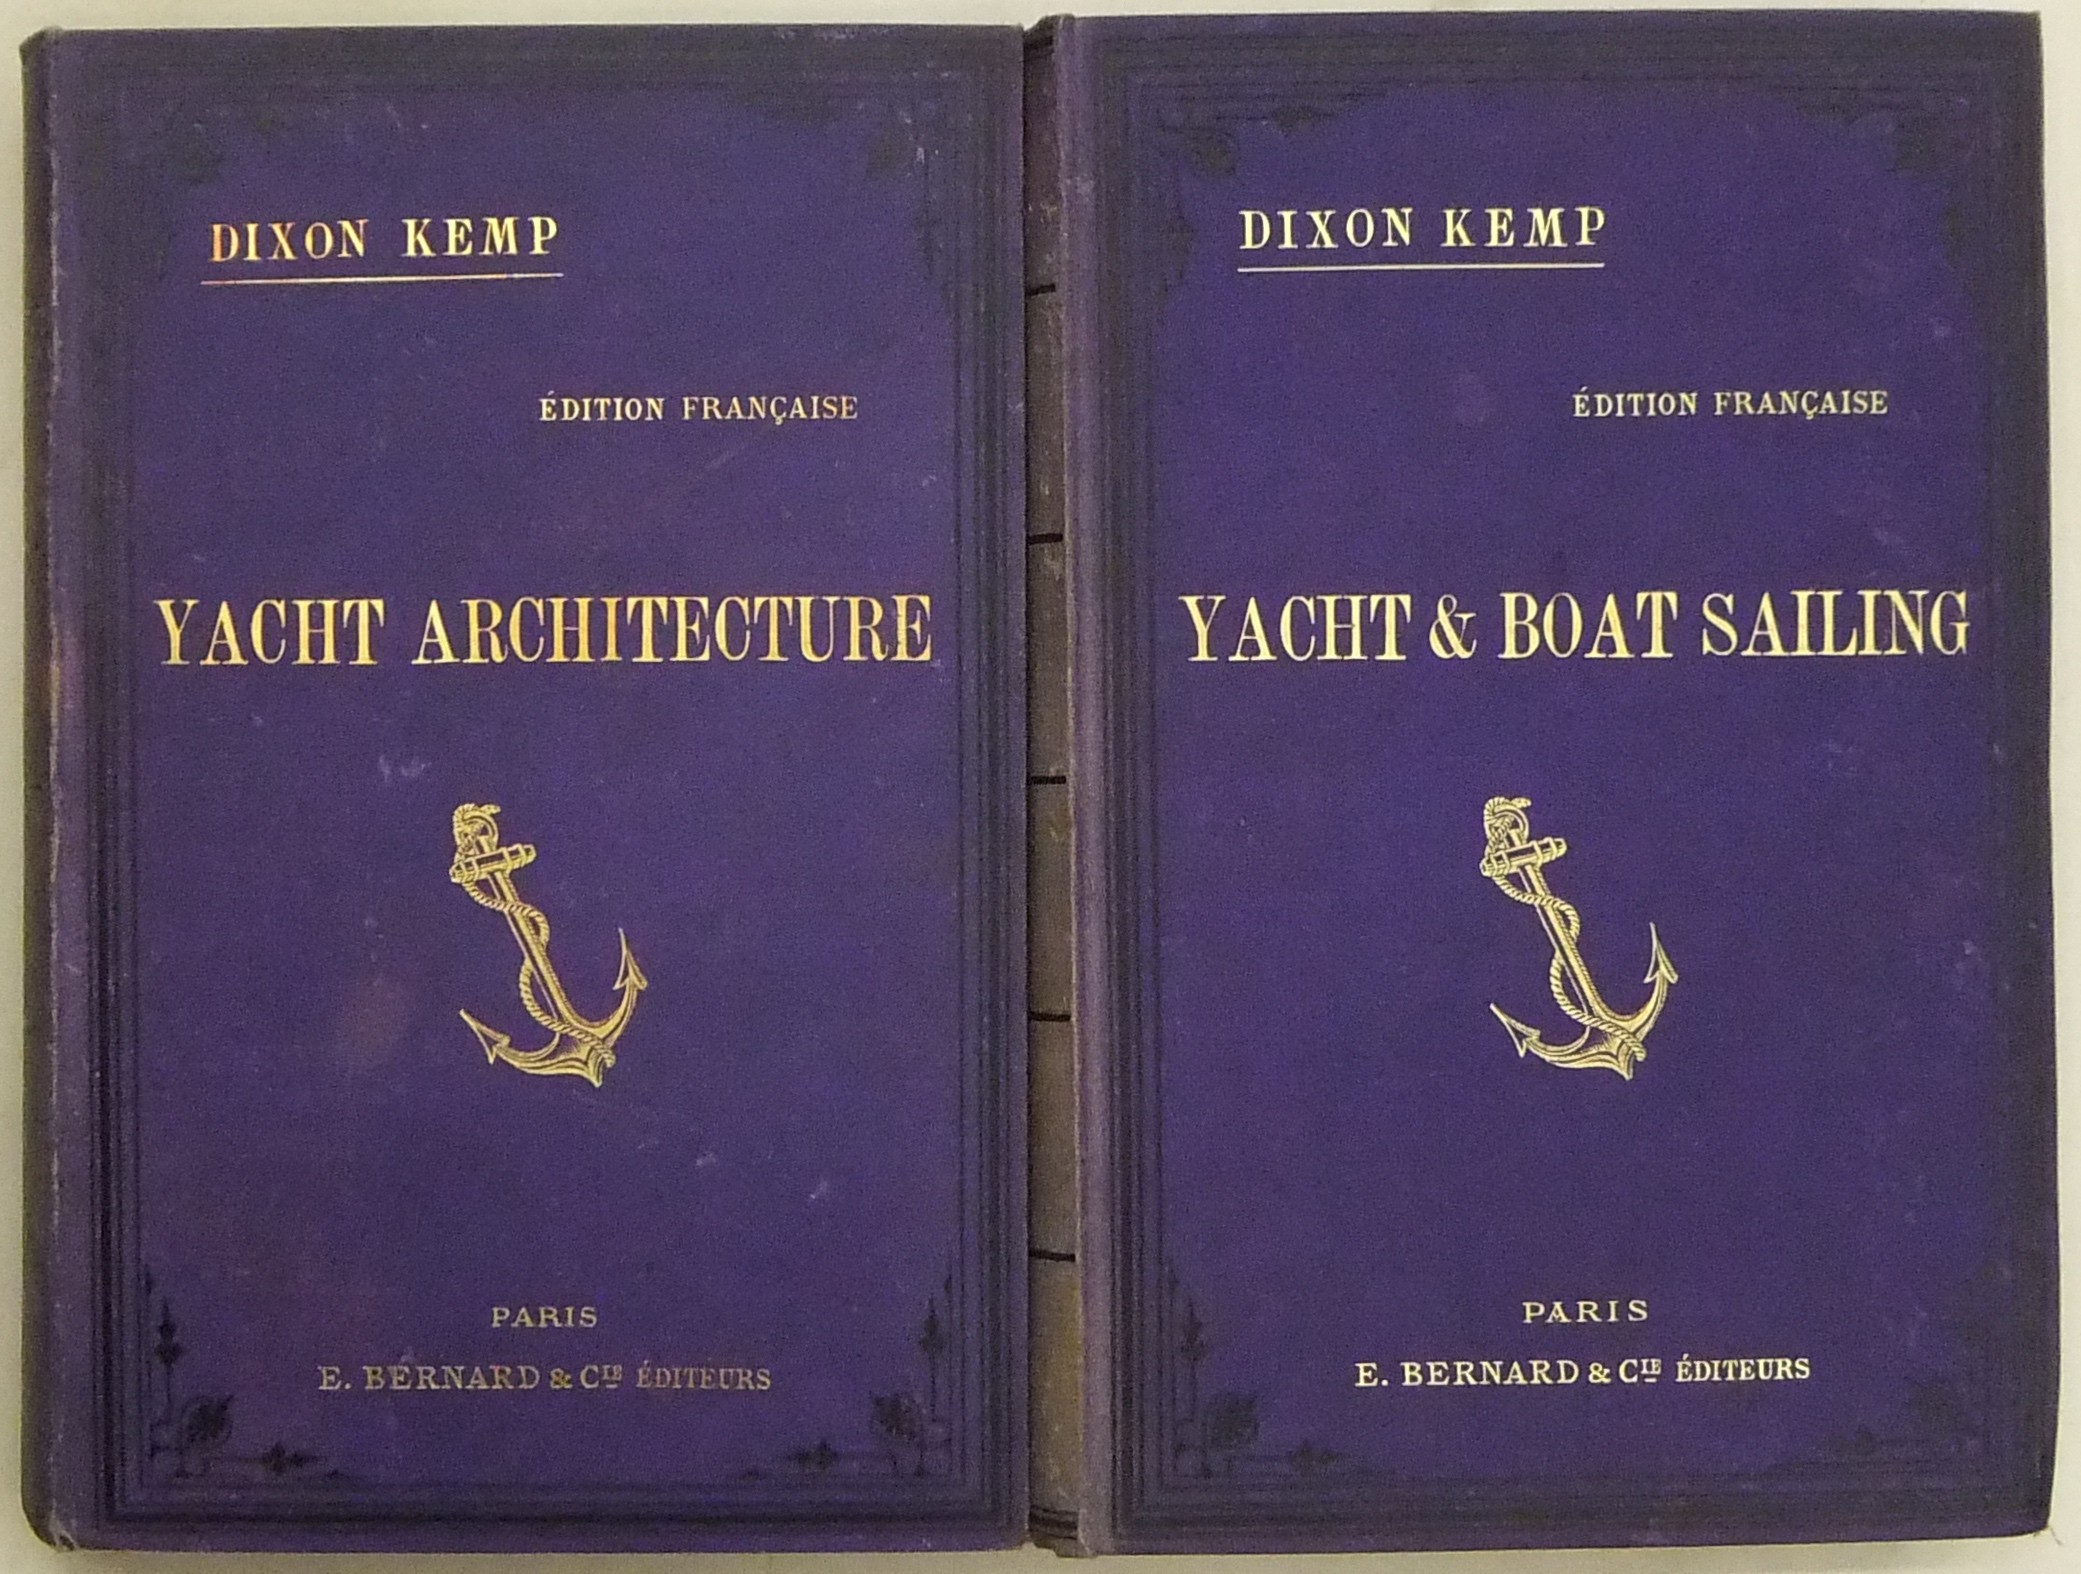 DIXON KEMP
ÉDITION FRANÇAISE
YACHT ARCHITECTURE
PARIS
E. BERNARD & CIE ÉDITEURS
DIXON KEMP
ÉDITION FRANÇAISE
YACHT & BOAT SAILING
PARIS
E. BERNARD & CIE ÉDITEURS